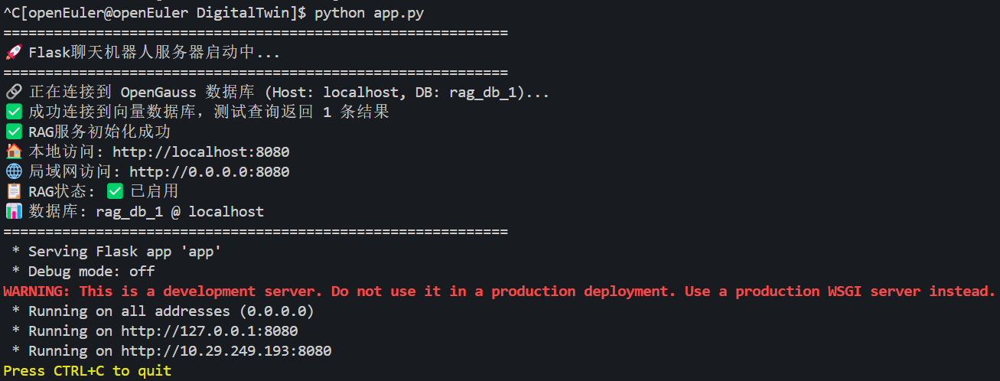 ^C[openEuler@openEuler DigitalTwin]$ python app.py
============================================================
🚀 Flask聊天机器人服务器启动中...
============================================================
🔗 正在连接到 OpenGauss 数据库 (Host: localhost, DB: rag_db_1)...
✅ 成功连接到向量数据库，测试查询返回 1 条结果
✅ RAG服务初始化成功
🏠 本地访问: http://localhost:8080
🌐 局域网访问: http://0.0.0.0:8080
📋 RAG状态: ✅ 已启用
📊 数据库: rag_db_1 @ localhost
============================================================
 * Serving Flask app 'app'
 * Debug mode: off
WARNING: This is a development server. Do not use it in a production deployment. Use a production WSGI server instead.
 * Running on all addresses (0.0.0.0)
 * Running on http://127.0.0.1:8080
 * Running on http://10.29.249.193:8080
Press CTRL+C to quit